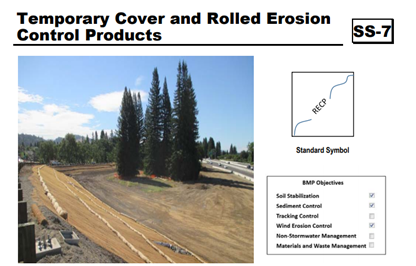 Temporary Cover and Rolled Erosion
Control Products
SS-7
RECP
Standard Symbol
BMP Objectives
Soil Stabilization
Sediment Control
Tracking Control
Wind Erosion Control
Non-Stormwater Management
Materials and Waste Management